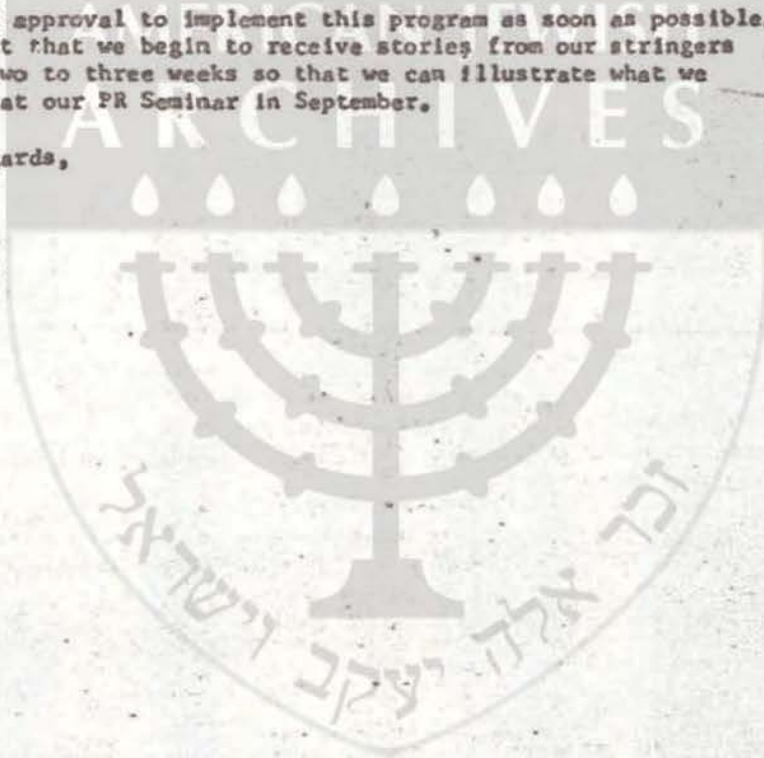 approval to implement this program as soon as possible
t that we begin to receive stories from our stringers
wo to three weeks so that we can illustrate what we
at our PR Seminar in September.
ards,
AMERICAN JEWISH
ARCHIVES
זכר אלה יעקב וישראל